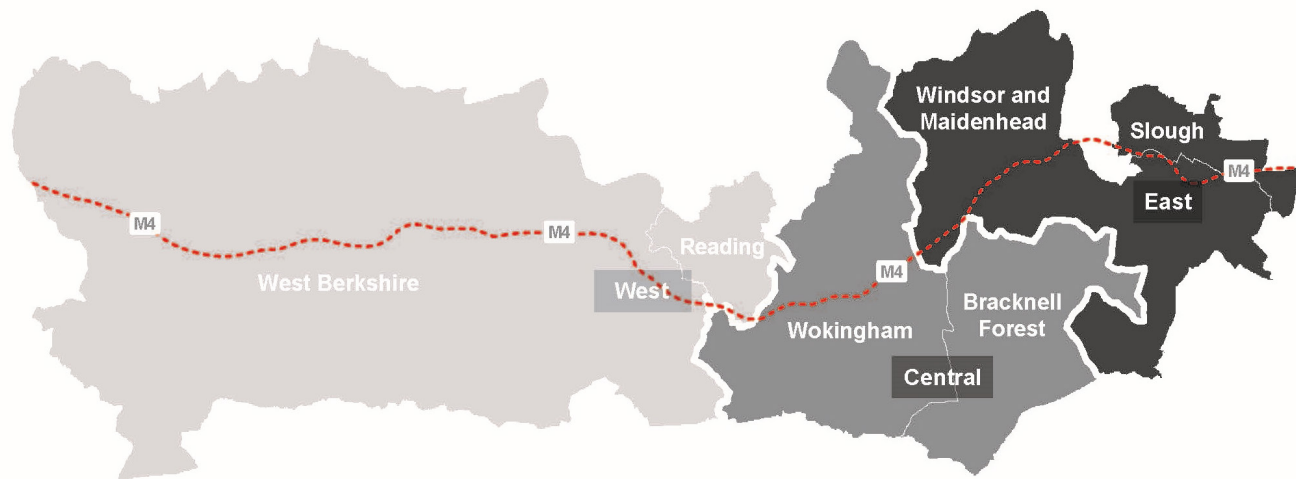 Windsor and
Maidenhead
Slough
M4
East
M4
M4
Reading
M4
West Berkshire
West
Bracknell
Forest
Wokingham
Central